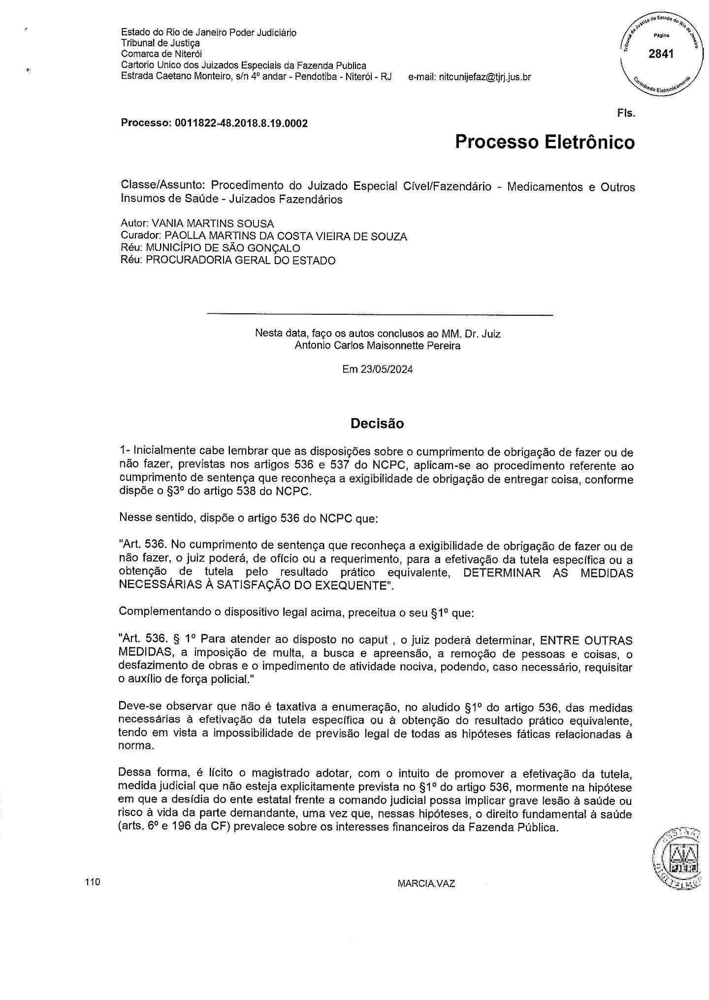 Estado do Rio de Janeiro Poder Judiciário
Tribunal de Justiça
Comarca de Niterói
Cartorio Unico dos Juizados Especiais da Fazenda Publica
Estrada Caetano Monteiro, s/n 4º andar - Pendotiba - Niterói - RJ e-mail: nitcunijefaz@tjrj.jus.br
Tribunal de Justiça do Estado do Rio de Janeiro
Página
2841
Carimbado Eletronicamente
Fls.
Processo: 0011822-48.2018.8.19.0002
Processo Eletrônico
Classe/Assunto: Procedimento do Juizado Especial Cível/Fazendário - Medicamentos e Outros
Insumos de Saúde - Juizados Fazendários
Autor: VANIA MARTINS SOUSA
Curador: PAOLLA MARTINS DA COSTA VIEIRA DE SOUZA
Réu: MUNICÍPIO DE SÃO GONÇALO
Réu: PROCURADORIA GERAL DO ESTADO
Nesta data, faço os autos conclusos ao MM. Dr. Juiz
Antonio Carlos Maisonnette Pereira
Em 23/05/2024
Decisão
1- Inicialmente cabe lembrar que as disposições sobre o cumprimento de obrigação de fazer ou de
não fazer, previstas nos artigos 536 e 537 do NCPC, aplicam-se ao procedimento referente ao
cumprimento de sentença que reconheça a exigibilidade de obrigação de entregar coisa, conforme
dispõe o §3º do artigo 538 do NCPC.
Nesse sentido, dispõe o artigo 536 do NCPC que:
"Art. 536. No cumprimento de sentença que reconheça a exigibilidade de obrigação de fazer ou de
não fazer, o juiz poderá, de ofício ou a requerimento, para a efetivação da tutela específica ou a
obtenção de tutela pelo resultado prático equivalente, DETERMINAR AS MEDIDAS
NECESSÁRIAS À SATISFAÇÃO DO EXEQUENTE".
Complementando o dispositivo legal acima, preceitua o seu §1º que:
"Art. 536. § 1º Para atender ao disposto no caput , o juiz poderá determinar, ENTRE OUTRAS
MEDIDAS, a imposição de multa, a busca e apreensão, a remoção de pessoas e coisas, o
desfazimento de obras e o impedimento de atividade nociva, podendo, caso necessário, requisitar
o auxílio de força policial."
Deve-se observar que não é taxativa a enumeração, no aludido §1º do artigo 536, das medidas
necessárias à efetivação da tutela específica ou à obtenção do resultado prático equivalente,
tendo em vista a impossibilidade de previsão legal de todas as hipóteses fáticas relacionadas à
norma.
Dessa forma, é lícito o magistrado adotar, com o intuito de promover a efetivação da tutela,
medida judicial que não esteja explicitamente prevista no §1º do artigo 536, mormente na hipótese
em que a desídia do ente estatal frente a comando judicial possa implicar grave lesão à saúde ou
risco à vida da parte demandante, uma vez que, nessas hipóteses, o direito fundamental à saúde
(arts. 6º e 196 da CF) prevalece sobre os interesses financeiros da Fazenda Pública.
110
MARCIA.VAZ